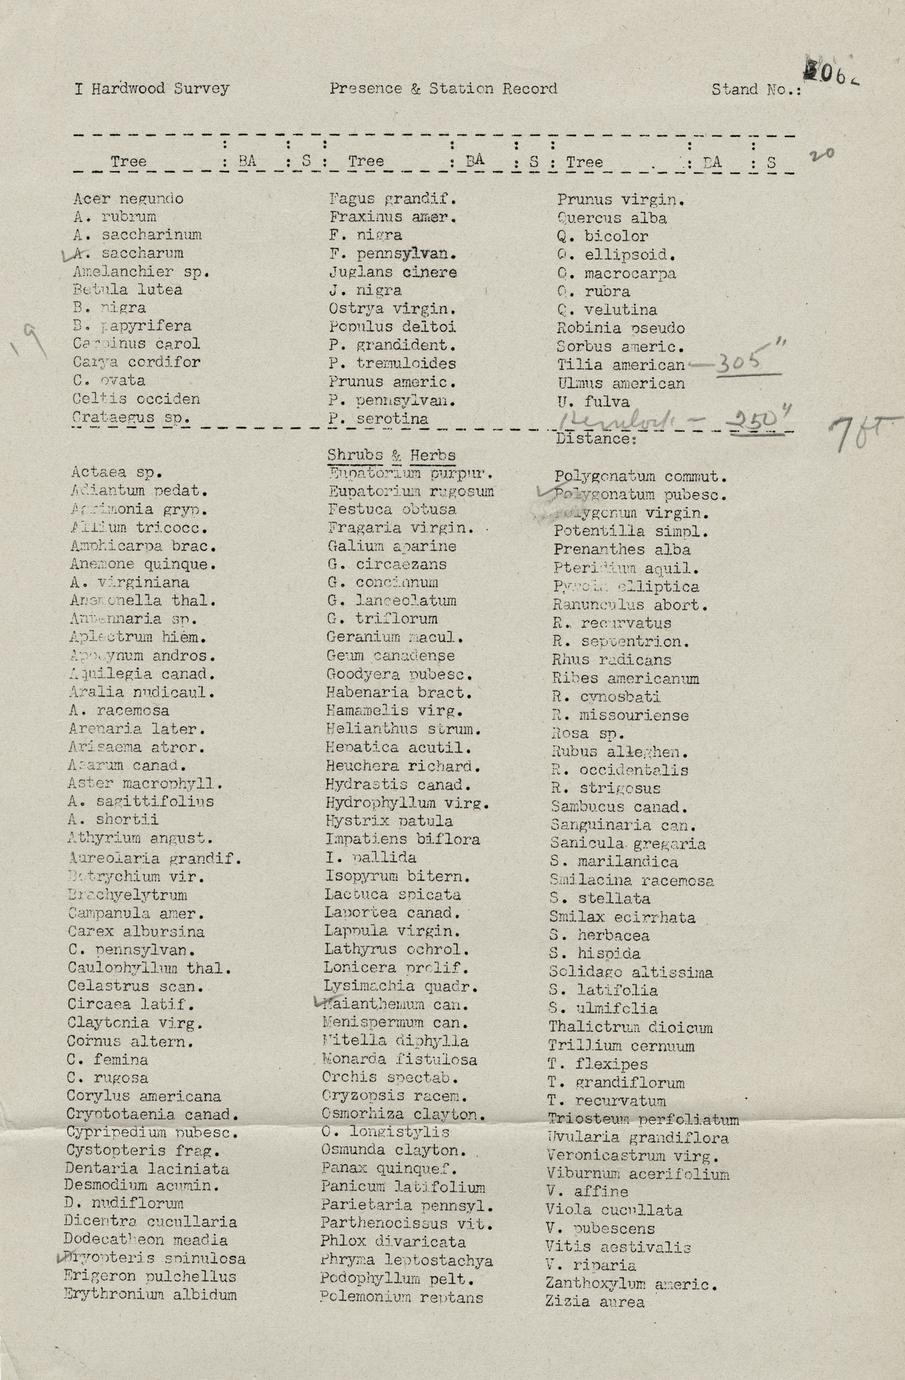 I Hardwood Survey Presence & Station Record Stand No.:
Tree : BA : S : Tree : BA : S : Tree : BA : S
20
Acer negundo
A. rubrum
A. saccharinum
✓A. saccharum
Amelanchier sp.
Betula lutea
B. nigra
B. papyrifera
Carpinus carol
Carya cordifor
C. ovata
Celtis occiden
Crataegus sp.
Fagus grandif.
Fraxinus amer.
F. nigra
F. pennsylvan.
Juglans cinere
J. nigra
Ostrya virgin.
Populus deltoi
P. grandident.
P. tremuloides
Prunus americ.
P. pennsylvan.
P. serotina
Prunus virgin.
Quercus alba
Q. bicolor
Q. ellipsoid.
Q. macrocarpa
Q. rubra
Q. velutina
Robinia pseudo
Sorbus americ.
Tilia american — 305"
Ulmus american
U. fulva
Hemlock — 250"
7 ft
Distance:
Shrubs & Herbs
Actaea sp.
Adiantum pedat.
Agrimonia gryp.
Allium tricocc.
Amphicarpa brac.
Anemone quinque.
A. virginiana
Anemonella thal.
Antennaria sp.
Aplectrum hiem.
Apocynum andros.
Aquilegia canad.
Aralia nudicaul.
A. racemosa
Arenaria later.
Arisaema atror.
Asarum canad.
Aster macrophyll.
A. sagittifolius
A. shortii
Athyrium angust.
Aureolaria grandif.
Botrychium vir.
Brachyelytrum
Campanula amer.
Carex albursina
C. pennsylvan.
Caulophyllum thal.
Celastrus scan.
Circaea latif.
Claytonia virg.
Cornus altern.
C. femina
C. rugosa
Corylus americana
Cryptotaenia canad.
Cypripedium pubesc.
Cystopteris frag.
Dentaria laciniata
Desmodium acumin.
D. nudiflorum
Dicentra cucullaria
Dodecatheon meadia
✓Dryopteris spinulosa
Erigeron pulchellus
Erythronium albidum
Eupatorium purpur.
Eupatorium rugosum
Festuca obtusa
Fragaria virgin.
Galium aparine
G. circaezans
G. concinnum
G. lanceolatum
G. triflorum
Geranium macul.
Geum canadense
Goodyera pubesc.
Habenaria bract.
Hamamelis virg.
Helianthus strum.
Hepatica acutil.
Heuchera richard.
Hydrastis canad.
Hydrophyllum virg.
Hystrix patula
Impatiens biflora
I. pallida
Isopyrum bitern.
Lactuca spicata
Laportea canad.
Lappula virgin.
Lathyrus ochrol.
Lonicera prolif.
Lysimachia quadr.
✓Maianthemum can.
Menispermum can.
Mitella diphylla
Monarda fistulosa
Orchis spectab.
Oryzopsis racem.
Osmorhiza clayton.
O. longistylis
Osmunda clayton.
Panax quinquef.
Panicum latifolium
Parietaria pennsyl.
Parthenocissus vit.
Phlox divaricata
Phryma leptostachya
Podophyllum pelt.
Polemonium reptans
Polygonatum commut.
✓Polygonatum pubesc.
Polygonum virgin.
Potentilla simpl.
Prenanthes alba
Pteridium aquil.
Pyrola elliptica
Ranunculus abort.
R. recurvatus
R. septentrion.
Rhus radicans
Ribes americanum
R. cynosbati
R. missouriense
Rosa sp.
Rubus alleghen.
R. occidentalis
R. strigosus
Sambucus canad.
Sanguinaria can.
Sanicula gregaria
S. marilandica
Smilacina racemosa
S. stellata
Smilax ecirrhata
S. herbacea
S. hispida
Solidago altissima
S. latifolia
S. ulmifolia
Thalictrum dioicum
Trillium cernuum
T. flexipes
T. grandiflorum
T. recurvatum
Triosteum perfoliatum
Uvularia grandiflora
Veronicastrum virg.
Viburnum acerifolium
V. affine
Viola cucullata
V. pubescens
Vitis aestivalis
V. riparia
Zanthoxylum americ.
Zizia aurea